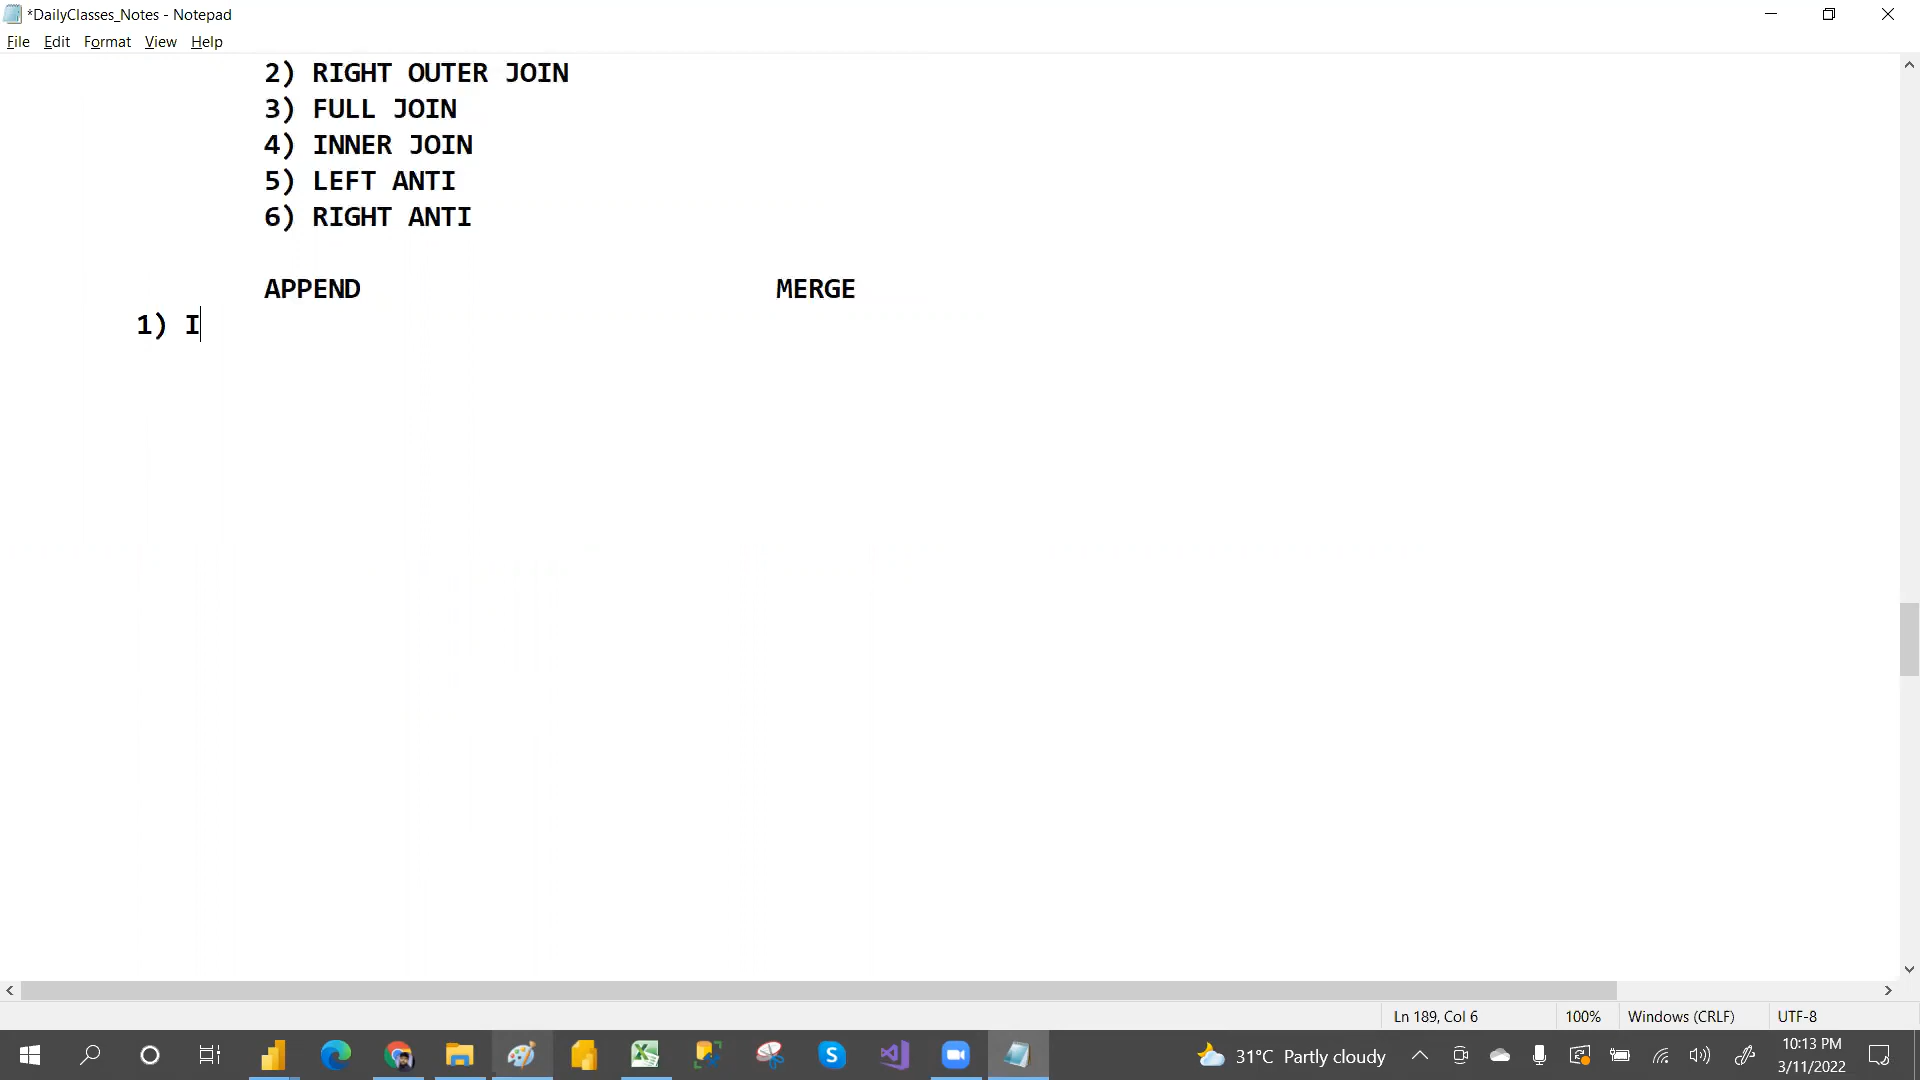 *DailyClasses_Notes - Notepad
File Edit Format View Help
2) RIGHT OUTER JOIN
3) FULL JOIN
4) INNER JOIN
5) LEFT ANTI
6) RIGHT ANTI
APPEND MERGE
1) I
Ln 189, Col 6 100% Windows (CRLF) UTF-8
31°C Partly cloudy
10:13 PM
3/11/2022